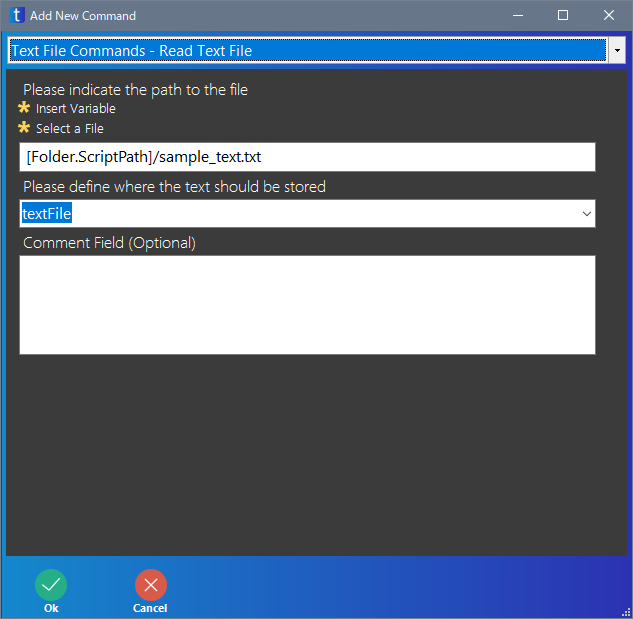 t Add New Command
Text File Commands - Read Text File
Please indicate the path to the file
Insert Variable
Select a File
[Folder.ScriptPath]/sample_text.txt
Please define where the text should be stored
textFile
Comment Field (Optional)
Ok Cancel